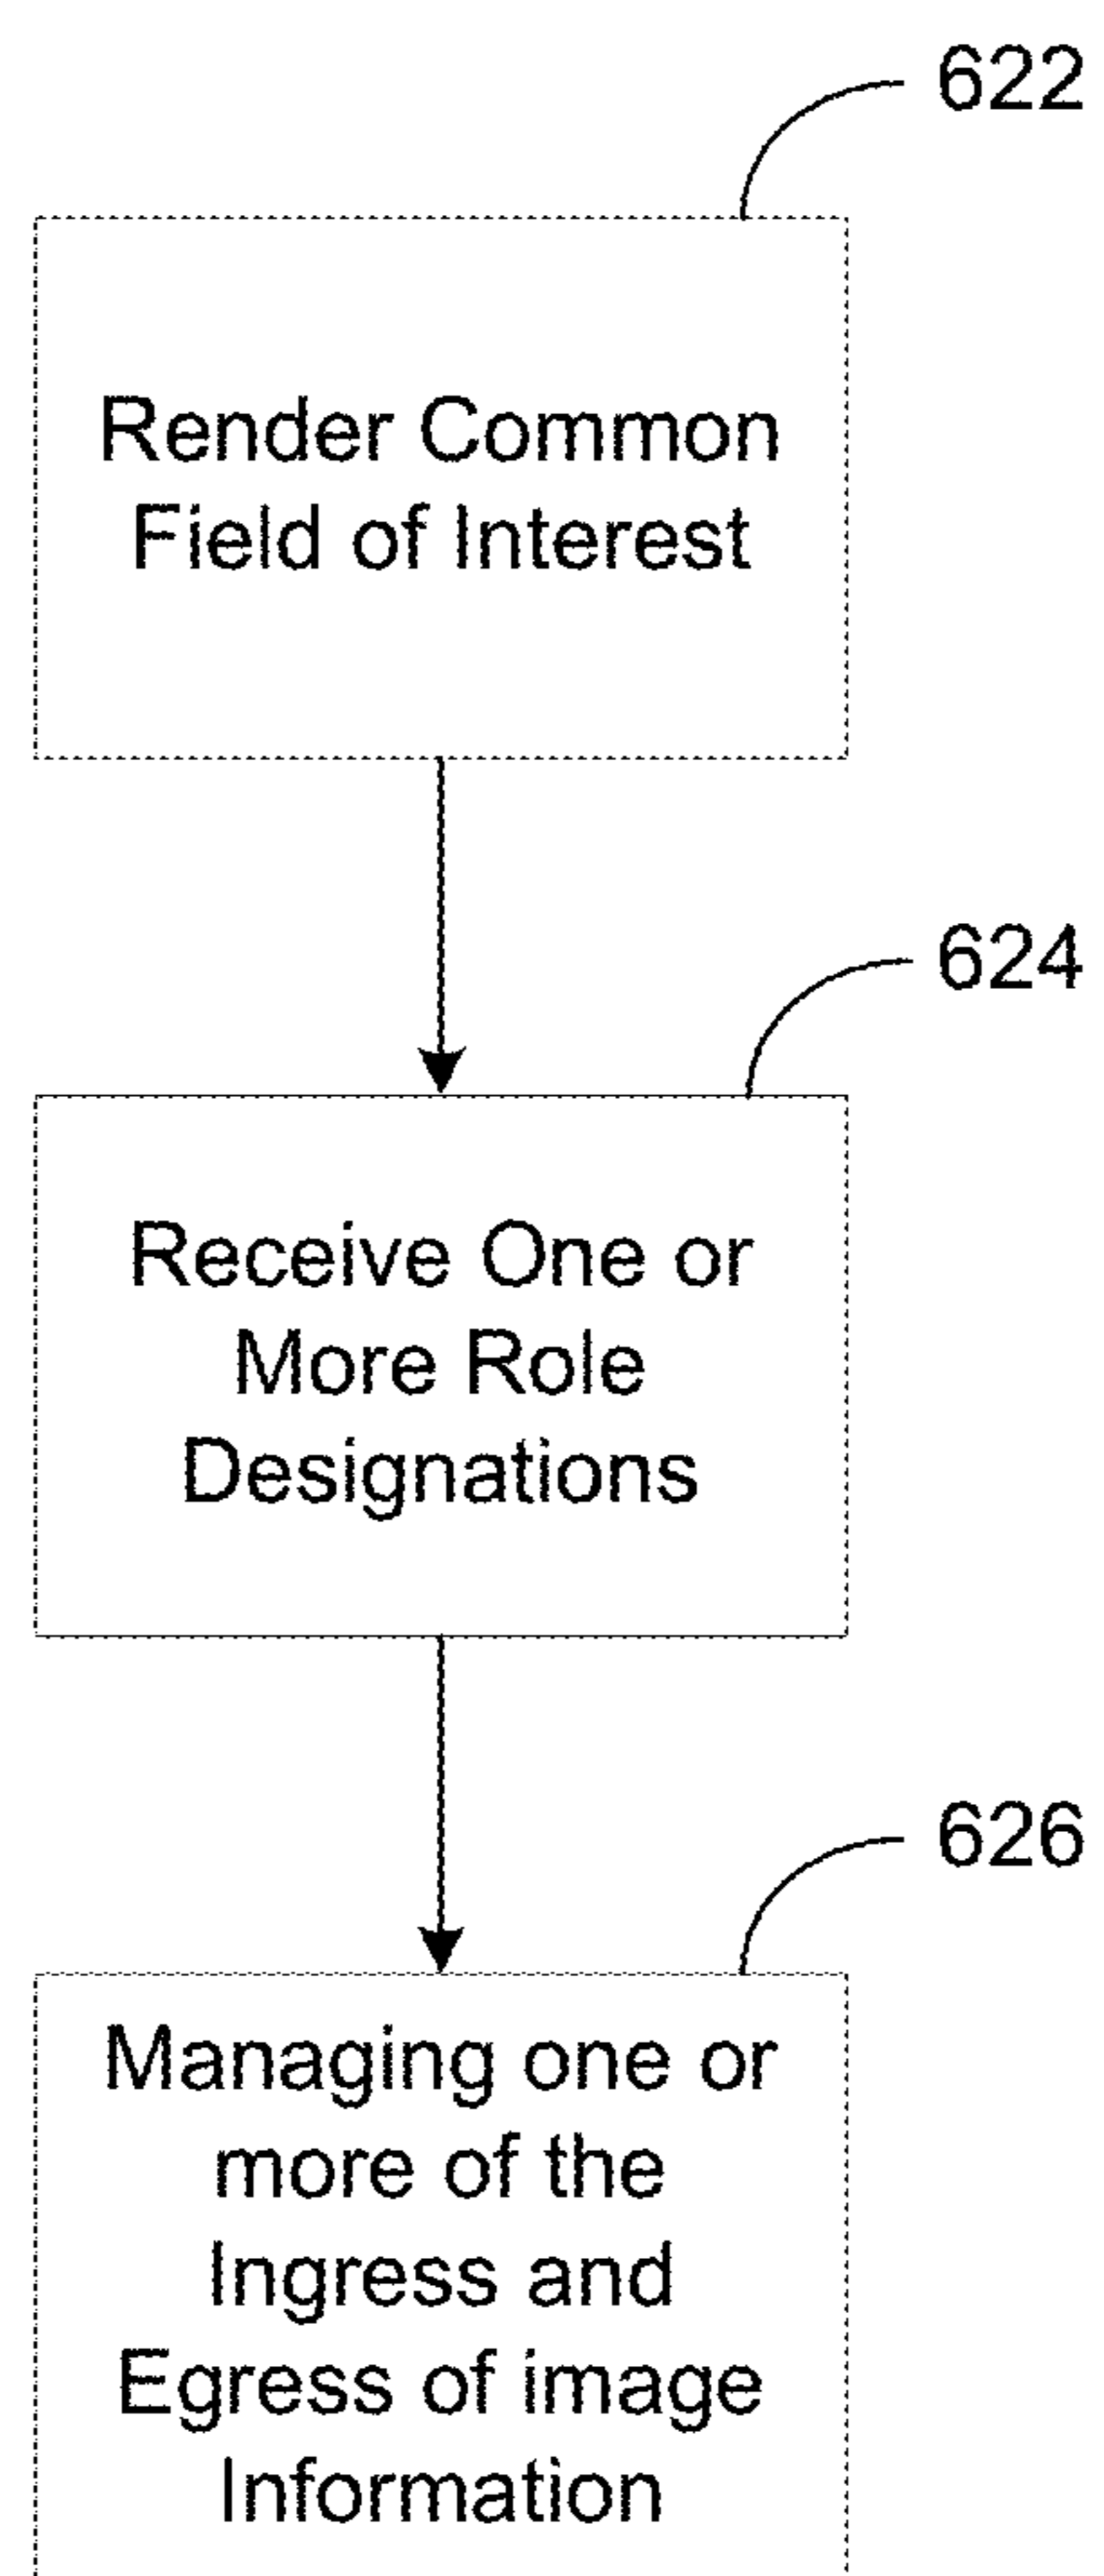 622
Render Common
Field of Interest
624
Receive One or
More Role
Designations
626
Managing one or
more of the
Ingress and
Egress of image
Information